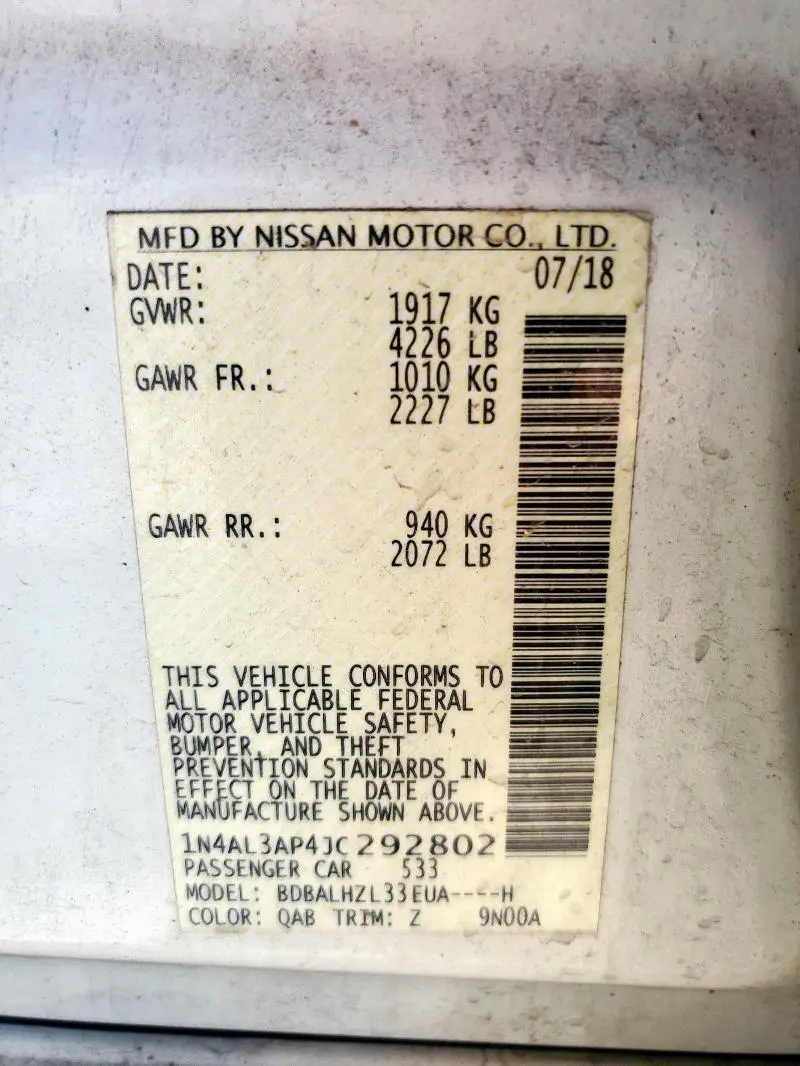 MFD BY NISSAN MOTOR CO., LTD.
DATE: 07/18
GVWR: 1917 KG
4226 LB
GAWR FR.: 1010 KG
2227 LB
GAWR RR.: 940 KG
2072 LB
THIS VEHICLE CONFORMS TO
ALL APPLICABLE FEDERAL
MOTOR VEHICLE SAFETY,
BUMPER, AND THEFT
PREVENTION STANDARDS IN
EFFECT ON THE DATE OF
MANUFACTURE SHOWN ABOVE.
1N4AL3AP4JC292802
PASSENGER CAR 533
MODEL: BDBALHZL33EUA----H
COLOR: QAB TRIM: Z 9N00A